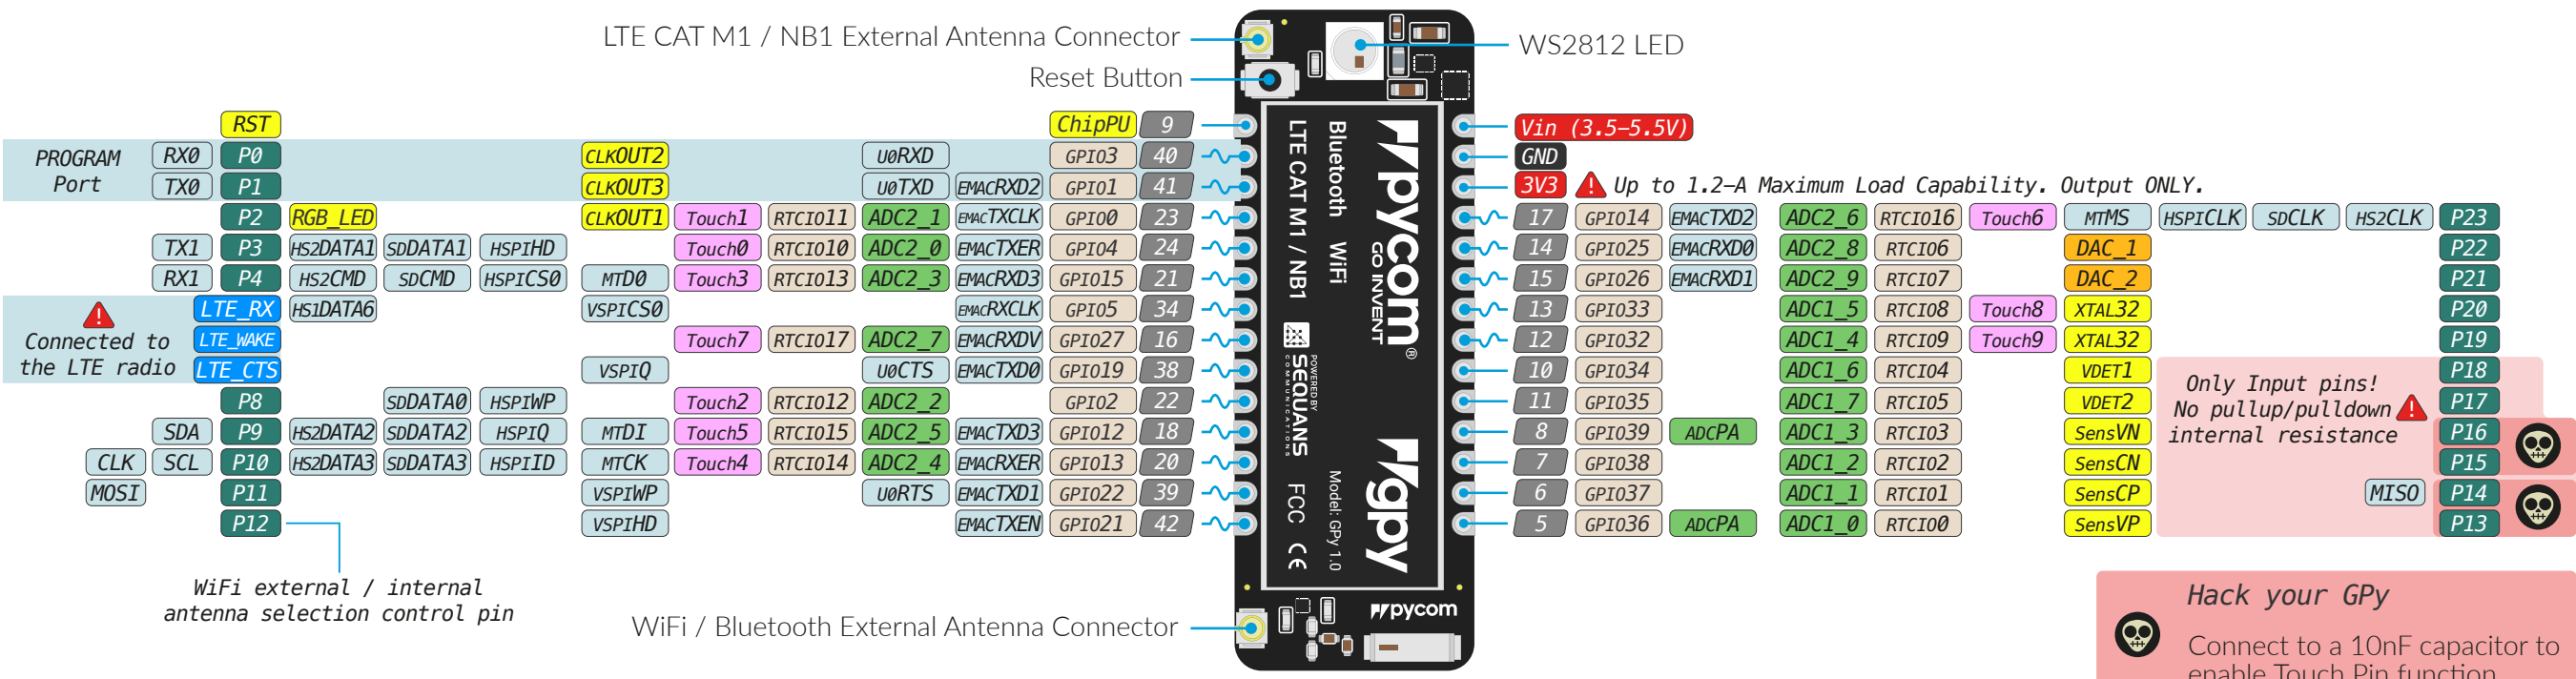 LTE CAT M1 / NB1 External Antenna Connector
WS2812 LED
Reset Button
RST ChipPU 9 Vin (3.5–5.5V)
PROGRAM Port
RX0 P0 CLKOUT2 U0RXD GPIO3 40 GND
TX0 P1 CLKOUT3 U0TXD EMACRXD2 GPIO1 41 3V3 Up to 1.2–A Maximum Load Capability. Output ONLY.
P2 RGB_LED CLKOUT1 Touch1 RTCIO11 ADC2_1 EMACTXCLK GPIO0 23 17 GPIO14 EMACTXD2 ADC2_6 RTCIO16 Touch6 MTMS HSPICLK SDCLK HS2CLK P23
TX1 P3 HS2DATA1 SDDATA1 HSPIHD Touch0 RTCIO10 ADC2_0 EMACTXER GPIO4 24 14 GPIO25 EMACRXD0 ADC2_8 RTCIO6 DAC_1 P22
RX1 P4 HS2CMD SDCMD HSPICS0 MTDO Touch3 RTCIO13 ADC2_3 EMACRXD3 GPIO15 21 15 GPIO26 EMACRXD1 ADC2_9 RTCIO7 DAC_2 P21
LTE_RX HS1DATA6 VSPICS0 EMACRXCLK GPIO5 34 13 GPIO33 ADC1_5 RTCIO8 Touch8 XTAL32 P20
Connected to
the LTE radio
LTE_WAKE Touch7 RTCIO17 ADC2_7 EMACRXDV GPIO27 16 12 GPIO32 ADC1_4 RTCIO9 Touch9 XTAL32 P19
LTE_CTS VSPIQ U0CTS EMACTXD0 GPIO19 38 10 GPIO34 ADC1_6 RTCIO4 VDET1 P18
P8 SDDATA0 HSPIWP Touch2 RTCIO12 ADC2_2 GPIO2 22 11 GPIO35 ADC1_7 RTCIO5 VDET2 P17
Only Input pins!
No pullup/pulldown
internal resistance
SDA P9 HS2DATA2 SDDATA2 HSPIQ MTDI Touch5 RTCIO15 ADC2_5 EMACTXD3 GPIO12 18 8 GPIO39 ADCPA ADC1_3 RTCIO3 SensVN P16
CLK SCL P10 HS2DATA3 SDDATA3 HSPIID MTCK Touch4 RTCIO14 ADC2_4 EMACRXER GPIO13 20 7 GPIO38 ADC1_2 RTCIO2 SensCN P15
MOSI P11 VSPIWP U0RTS EMACTXD1 GPIO22 39 6 GPIO37 ADC1_1 RTCIO1 SensCP MISO P14
P12 VSPIHD EMACTXEN GPIO21 42 5 GPIO36 ADCPA ADC1_0 RTCIO0 SensVP P13
LTE CAT M1 / NB1
Bluetooth WiFi
pycom®
GO INVENT
POWERED BY
SEQUANS
COMMUNICATIONS
FCC CE
Model: GPy 1.0
gpy
pycom
WiFi external / internal
antenna selection control pin
WiFi / Bluetooth External Antenna Connector
Hack your GPy
Connect to a 10nF capacitor to
enable Touch Pin function